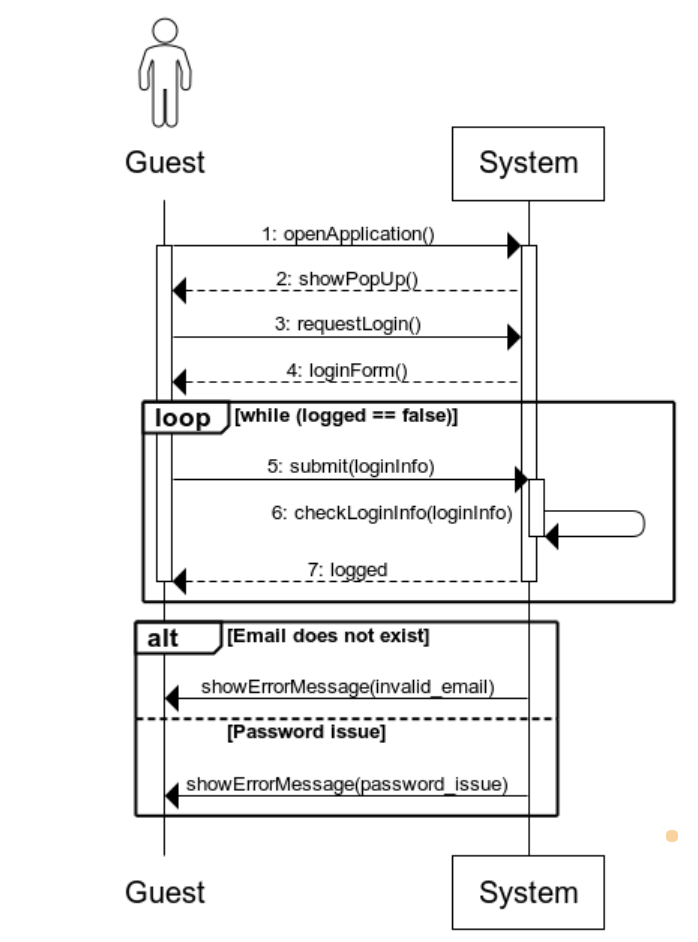 Guest
System
1: openApplication()
2: showPopUp()
3: requestLogin()
4: loginForm()
loop [while (logged == false)]
5: submit(loginInfo)
6: checkLoginInfo(loginInfo)
7: logged
alt [Email does not exist]
showErrorMessage(invalid_email)
[Password issue]
showErrorMessage(password_issue)
Guest
System